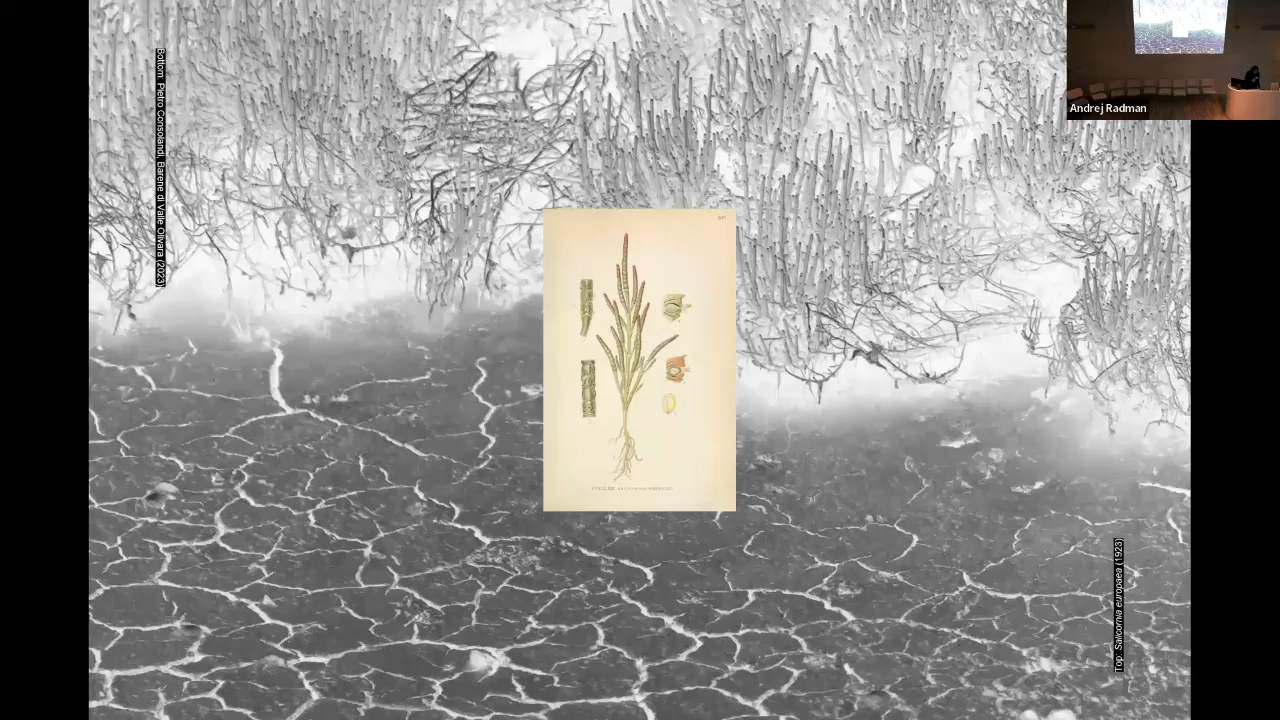 Bottom: Pietro Consolandi, Barene di Valle Olivara (2023)
Andrej Radman
Top: Salicornia europaea (1923)